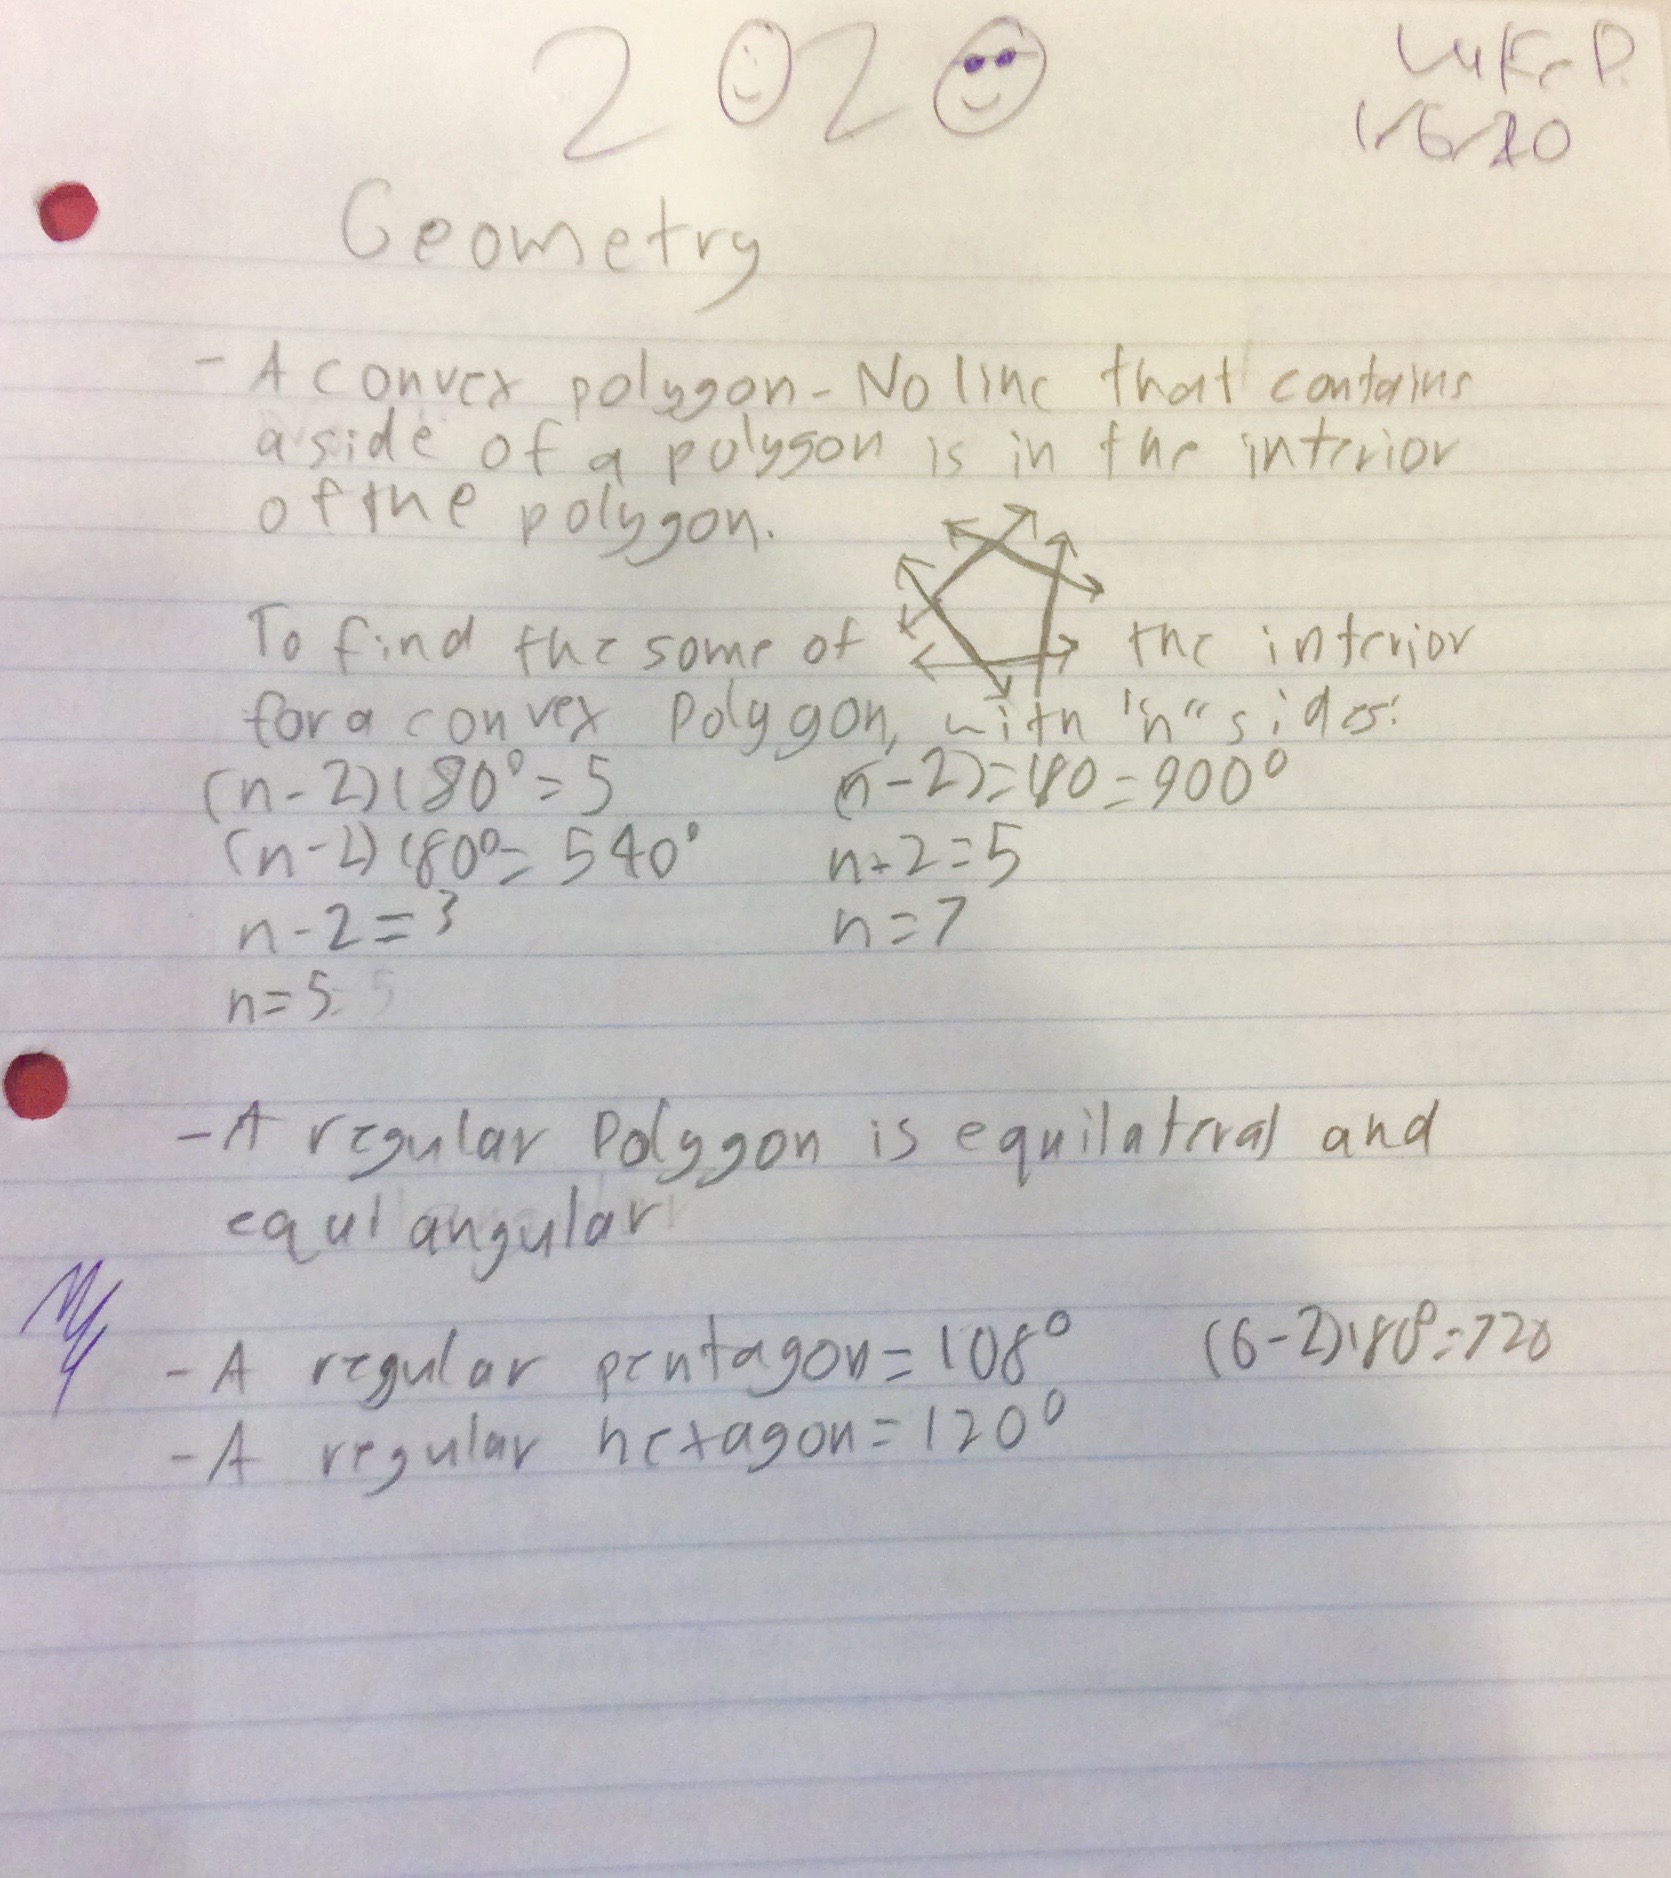 2020
Luke P.
1/6/20
Geometry
- A convex polygon - No line that contains
a side of a polygon is in the interior
of the polygon.
To find the some of the interior
for a convex Polygon, with "n" sides:
(n-2)180°=5 (n-2)=180=900°
(n-2)180°=540° n-2=5
n-2=3 n=7
n=5
- A regular Polygon is equilateral and
equiangular
- A regular pentagon=108° (6-2)180°=720
- A regular hexagon=120°